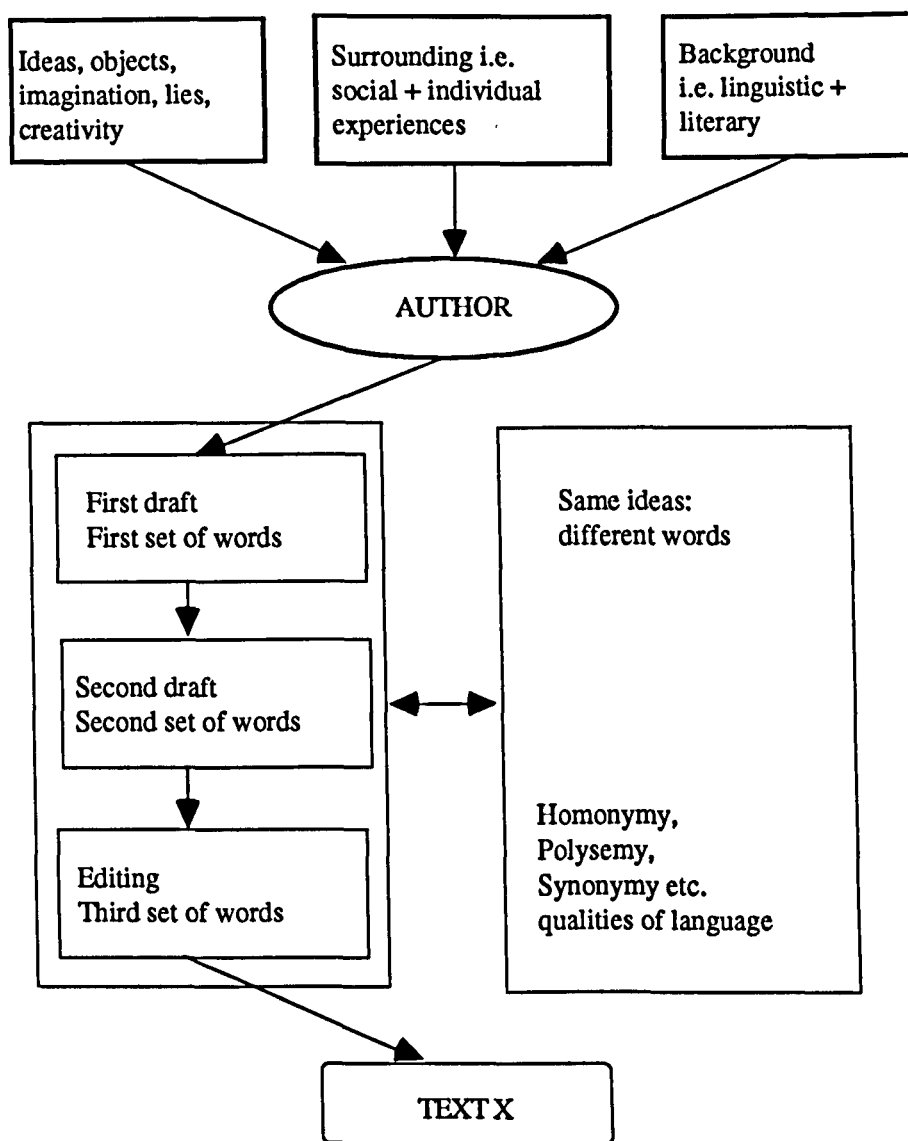 Ideas, objects,
imagination, lies,
creativity
Surrounding i.e.
social + individual
experiences
Background
i.e. linguistic +
literary
AUTHOR
First draft
First set of words
Second draft
Second set of words
Editing
Third set of words
Same ideas:
different words
Homonymy,
Polysemy,
Synonymy etc.
qualities of language
TEXT X